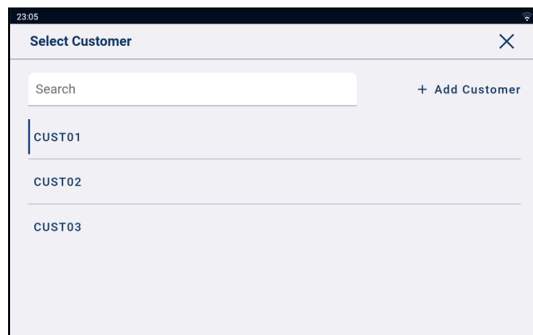 23:05
Select Customer
Search
+ Add Customer
CUST01
CUST02
CUST03